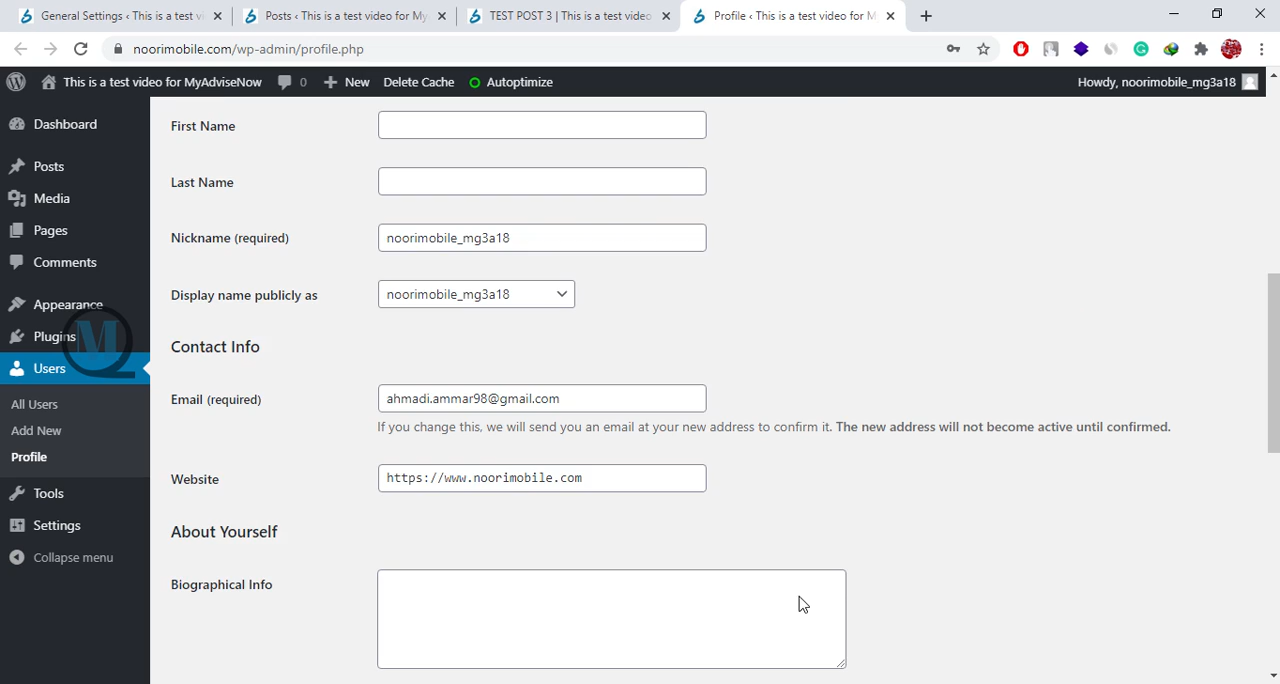 General Settings ‹ This is a test vi
Posts ‹ This is a test video for My
TEST POST 3 | This is a test video
Profile ‹ This is a test video for M
noorimobile.com/wp-admin/profile.php
This is a test video for MyAdviseNow
0
New
Delete Cache
Autoptimize
Howdy, noorimobile_mg3a18
Dashboard
Posts
Media
Pages
Comments
Appearance
Plugins
Users
All Users
Add New
Profile
Tools
Settings
Collapse menu
First Name
Last Name
Nickname (required)
noorimobile_mg3a18
Display name publicly as
noorimobile_mg3a18
Contact Info
Email (required)
ahmadi.ammar98@gmail.com
If you change this, we will send you an email at your new address to confirm it. The new address will not become active until confirmed.
Website
https://www.noorimobile.com
About Yourself
Biographical Info